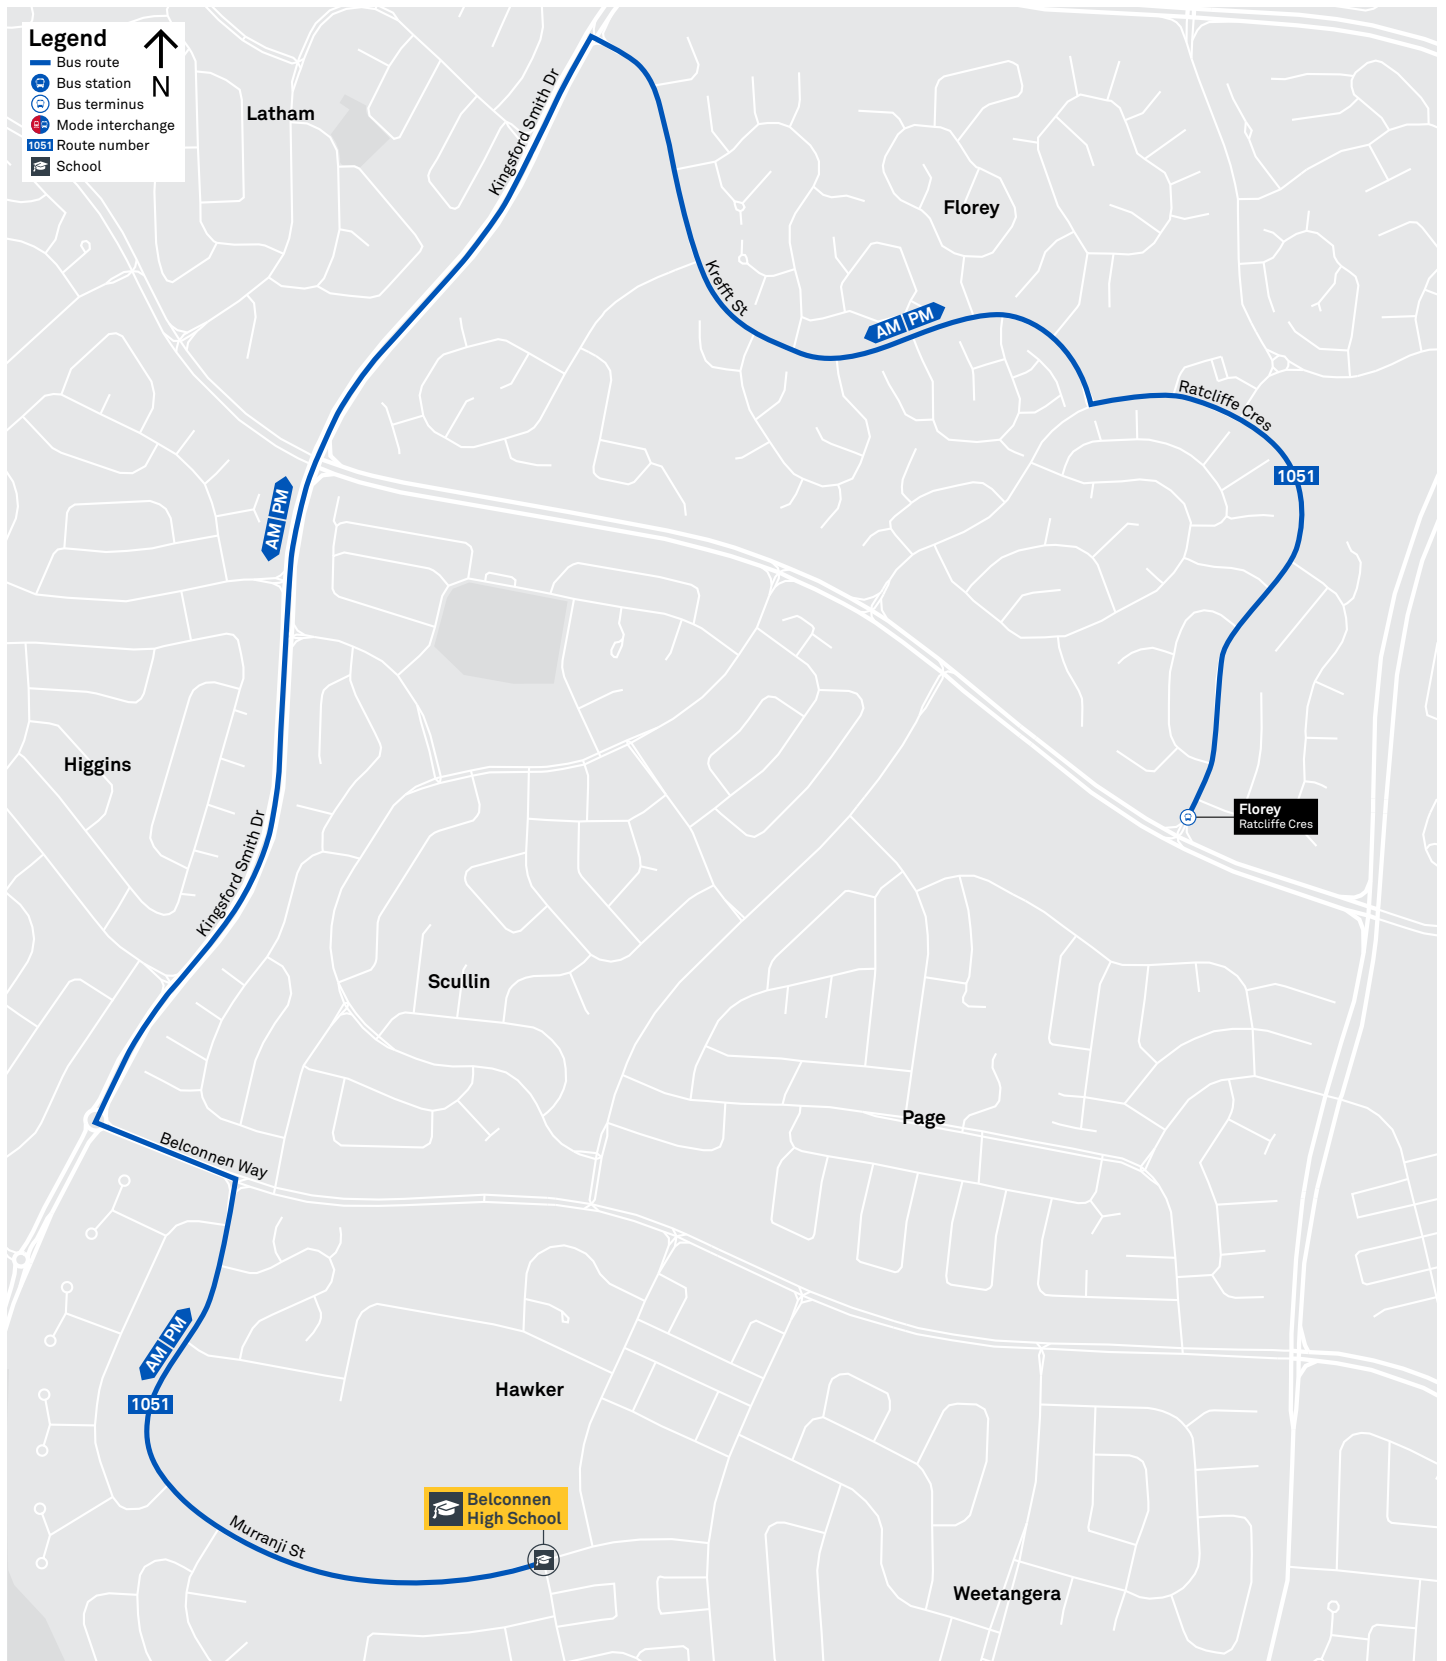 Legend
N
Bus route
Bus station
Bus terminus
Mode interchange
1051 Route number
School
Latham
Kingsford Smith Dr
Florey
Krefft St
AM PM
Ratcliffe Cres
1051
AM PM
Higgins
Florey
Ratcliffe Cres
Kingsford Smith Dr
Scullin
Page
Belconnen Way
AM PM
1051
Hawker
Belconnen
High School
Murranji St
Weetangera